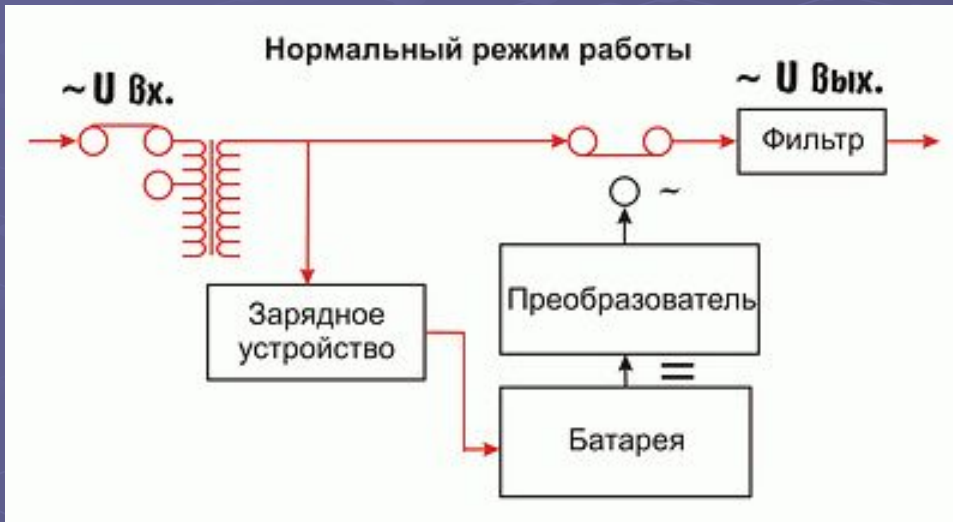 Нормальный режим работы
~ U вх.
~ U вых.
Фильтр
~
Преобразователь
Зарядное
устройство
=
Батарея